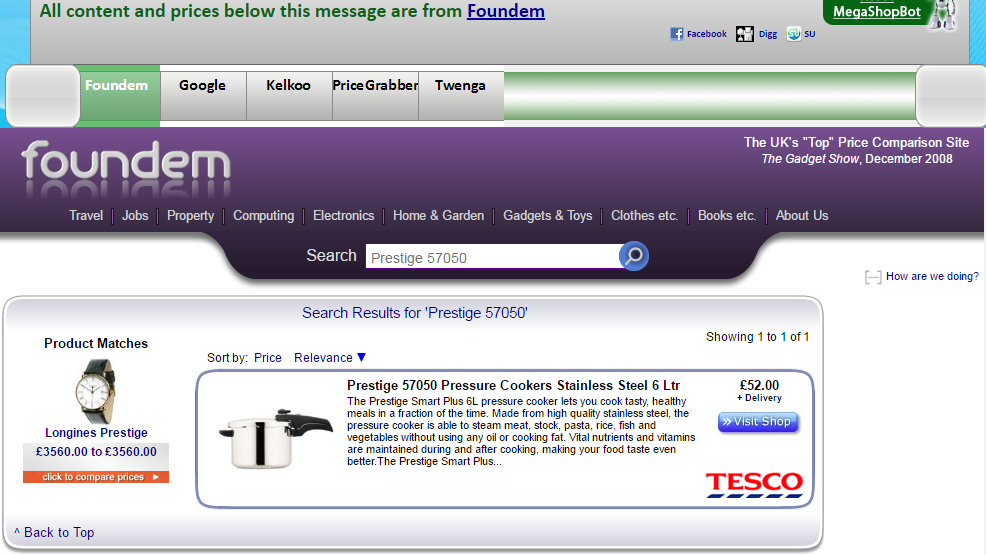 All content and prices below this message are from Foundem
MegaShopBot
Facebook Digg SU
Foundem Google Kelkoo PriceGrabber Twenga
foundem
The UK's "Top" Price Comparison Site
The Gadget Show, December 2008
Travel Jobs Property Computing Electronics Home & Garden Gadgets & Toys Clothes etc. Books etc. About Us
Search Prestige 57050
[---] How are we doing?
Search Results for 'Prestige 57050'
Showing 1 to 1 of 1
Product Matches
Longines Prestige
£3560.00 to £3560.00
click to compare prices ►
Sort by: Price Relevance ▼
Prestige 57050 Pressure Cookers Stainless Steel 6 Ltr
The Prestige Smart Plus 6L pressure cooker lets you cook tasty, healthy
meals in a fraction of the time. Made from high quality stainless steel, the
pressure cooker is able to steam meat, stock, pasta, rice, fish and
vegetables without using any oil or cooking fat. Vital nutrients and vitamins
are maintained during and after cooking, making your food taste even
better.The Prestige Smart Plus...
£52.00
+ Delivery
» Visit Shop
TESCO
^ Back to Top